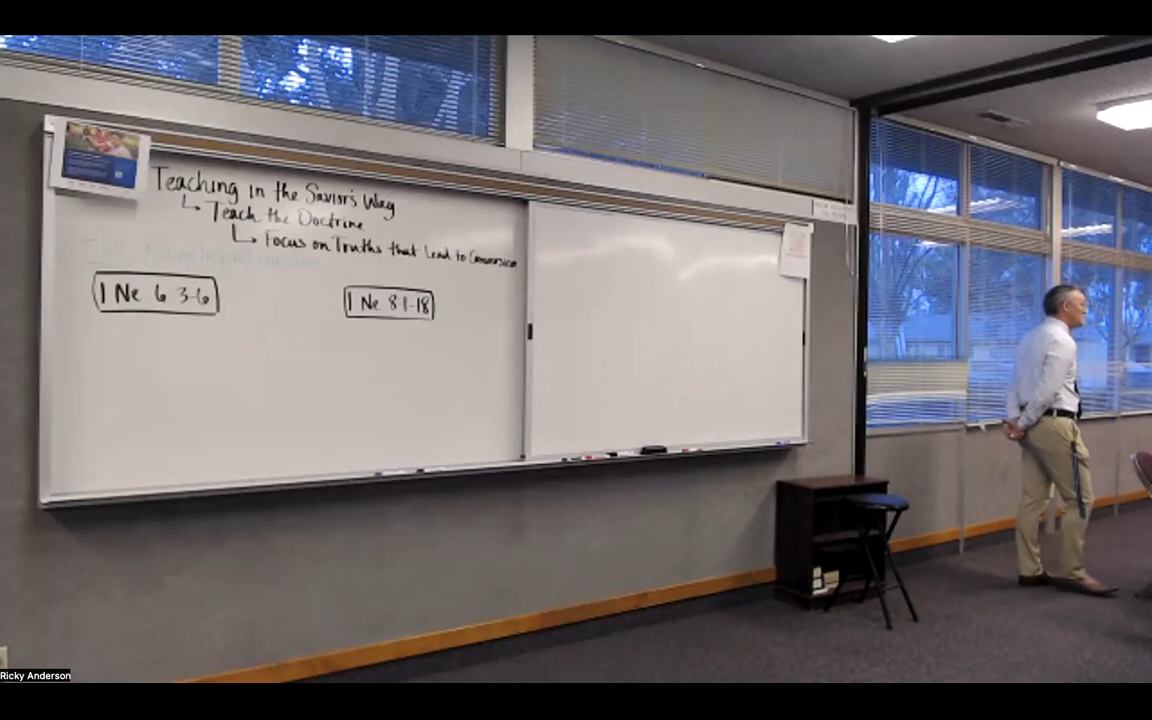 Teaching in the Savior's Way
↳ Teach the Doctrine
↳ Focus on Truths that Lead to Conversion
1 Ne 6 3-6
1 Ne 8 1-18
Ricky Anderson